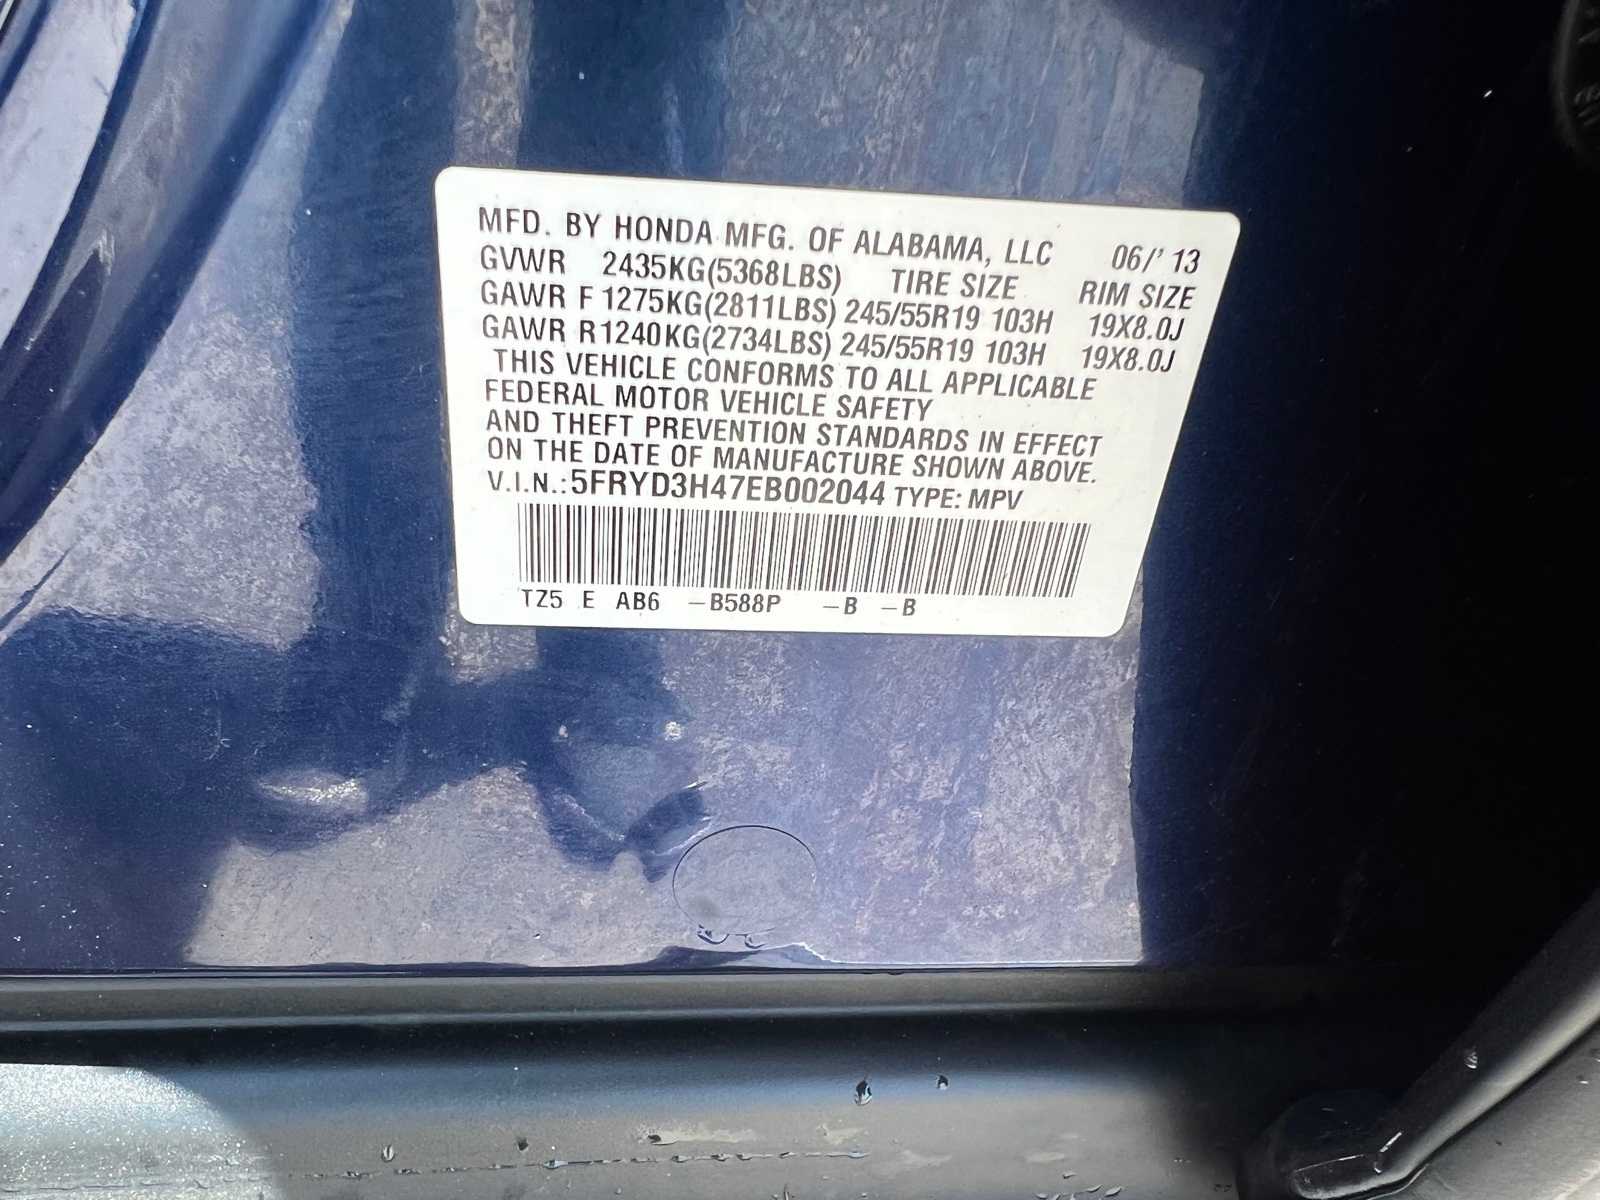 MFD. BY HONDA MFG. OF ALABAMA, LLC 06/'13
GVWR 2435KG(5368LBS) TIRE SIZE RIM SIZE
GAWR F 1275KG(2811LBS) 245/55R19 103H 19X8.0J
GAWR R1240KG(2734LBS) 245/55R19 103H 19X8.0J
THIS VEHICLE CONFORMS TO ALL APPLICABLE
FEDERAL MOTOR VEHICLE SAFETY
AND THEFT PREVENTION STANDARDS IN EFFECT
ON THE DATE OF MANUFACTURE SHOWN ABOVE.
V.I.N.:5FRYD3H47EB002044 TYPE: MPV
TZ5 E AB6 -B588P -B -B